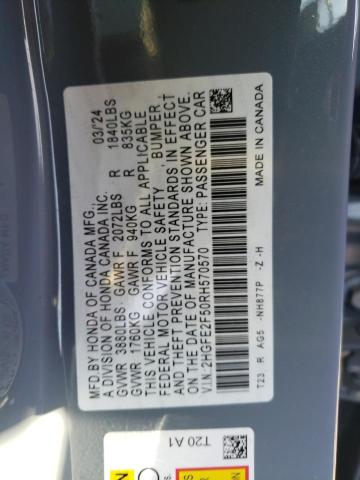 MFD BY HONDA OF CANADA MFG., 03/24
A DIVISION OF HONDA CANADA INC.
GVWR 3880LBS GAWR F 2072LBS R 1840LBS
GVWR 1760KG GAWR F 940KG R 835KG
THIS VEHICLE CONFORMS TO ALL APPLICABLE
FEDERAL MOTOR VEHICLE SAFETY BUMPER,
AND THEFT PREVENTION STANDARDS IN EFFECT
ON THE DATE OF MANUFACTURE SHOWN ABOVE.
V.I.N.:2HGFE2F50RH570570 TYPE: PASSENGER CAR
T23 R AG5 -NH877P -Z -H MADE IN CANADA
T20 A1